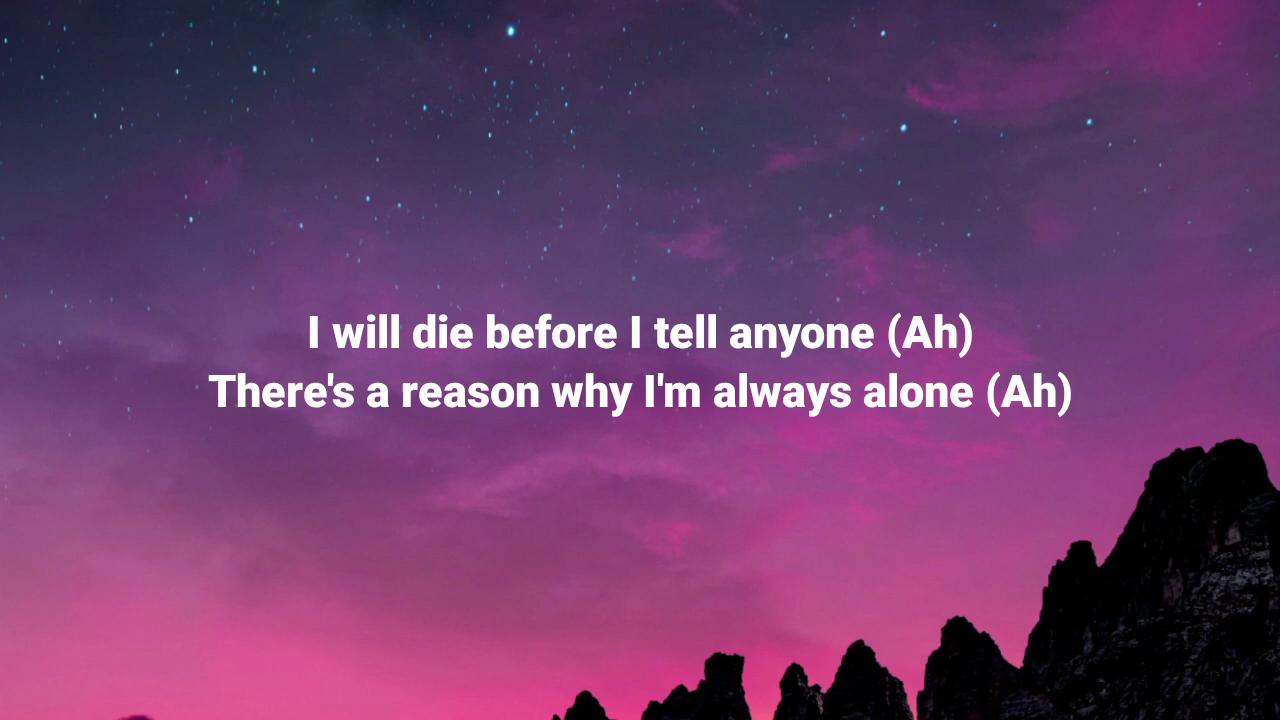 I will die before I tell anyone (Ah)
There's a reason why I'm always alone (Ah)